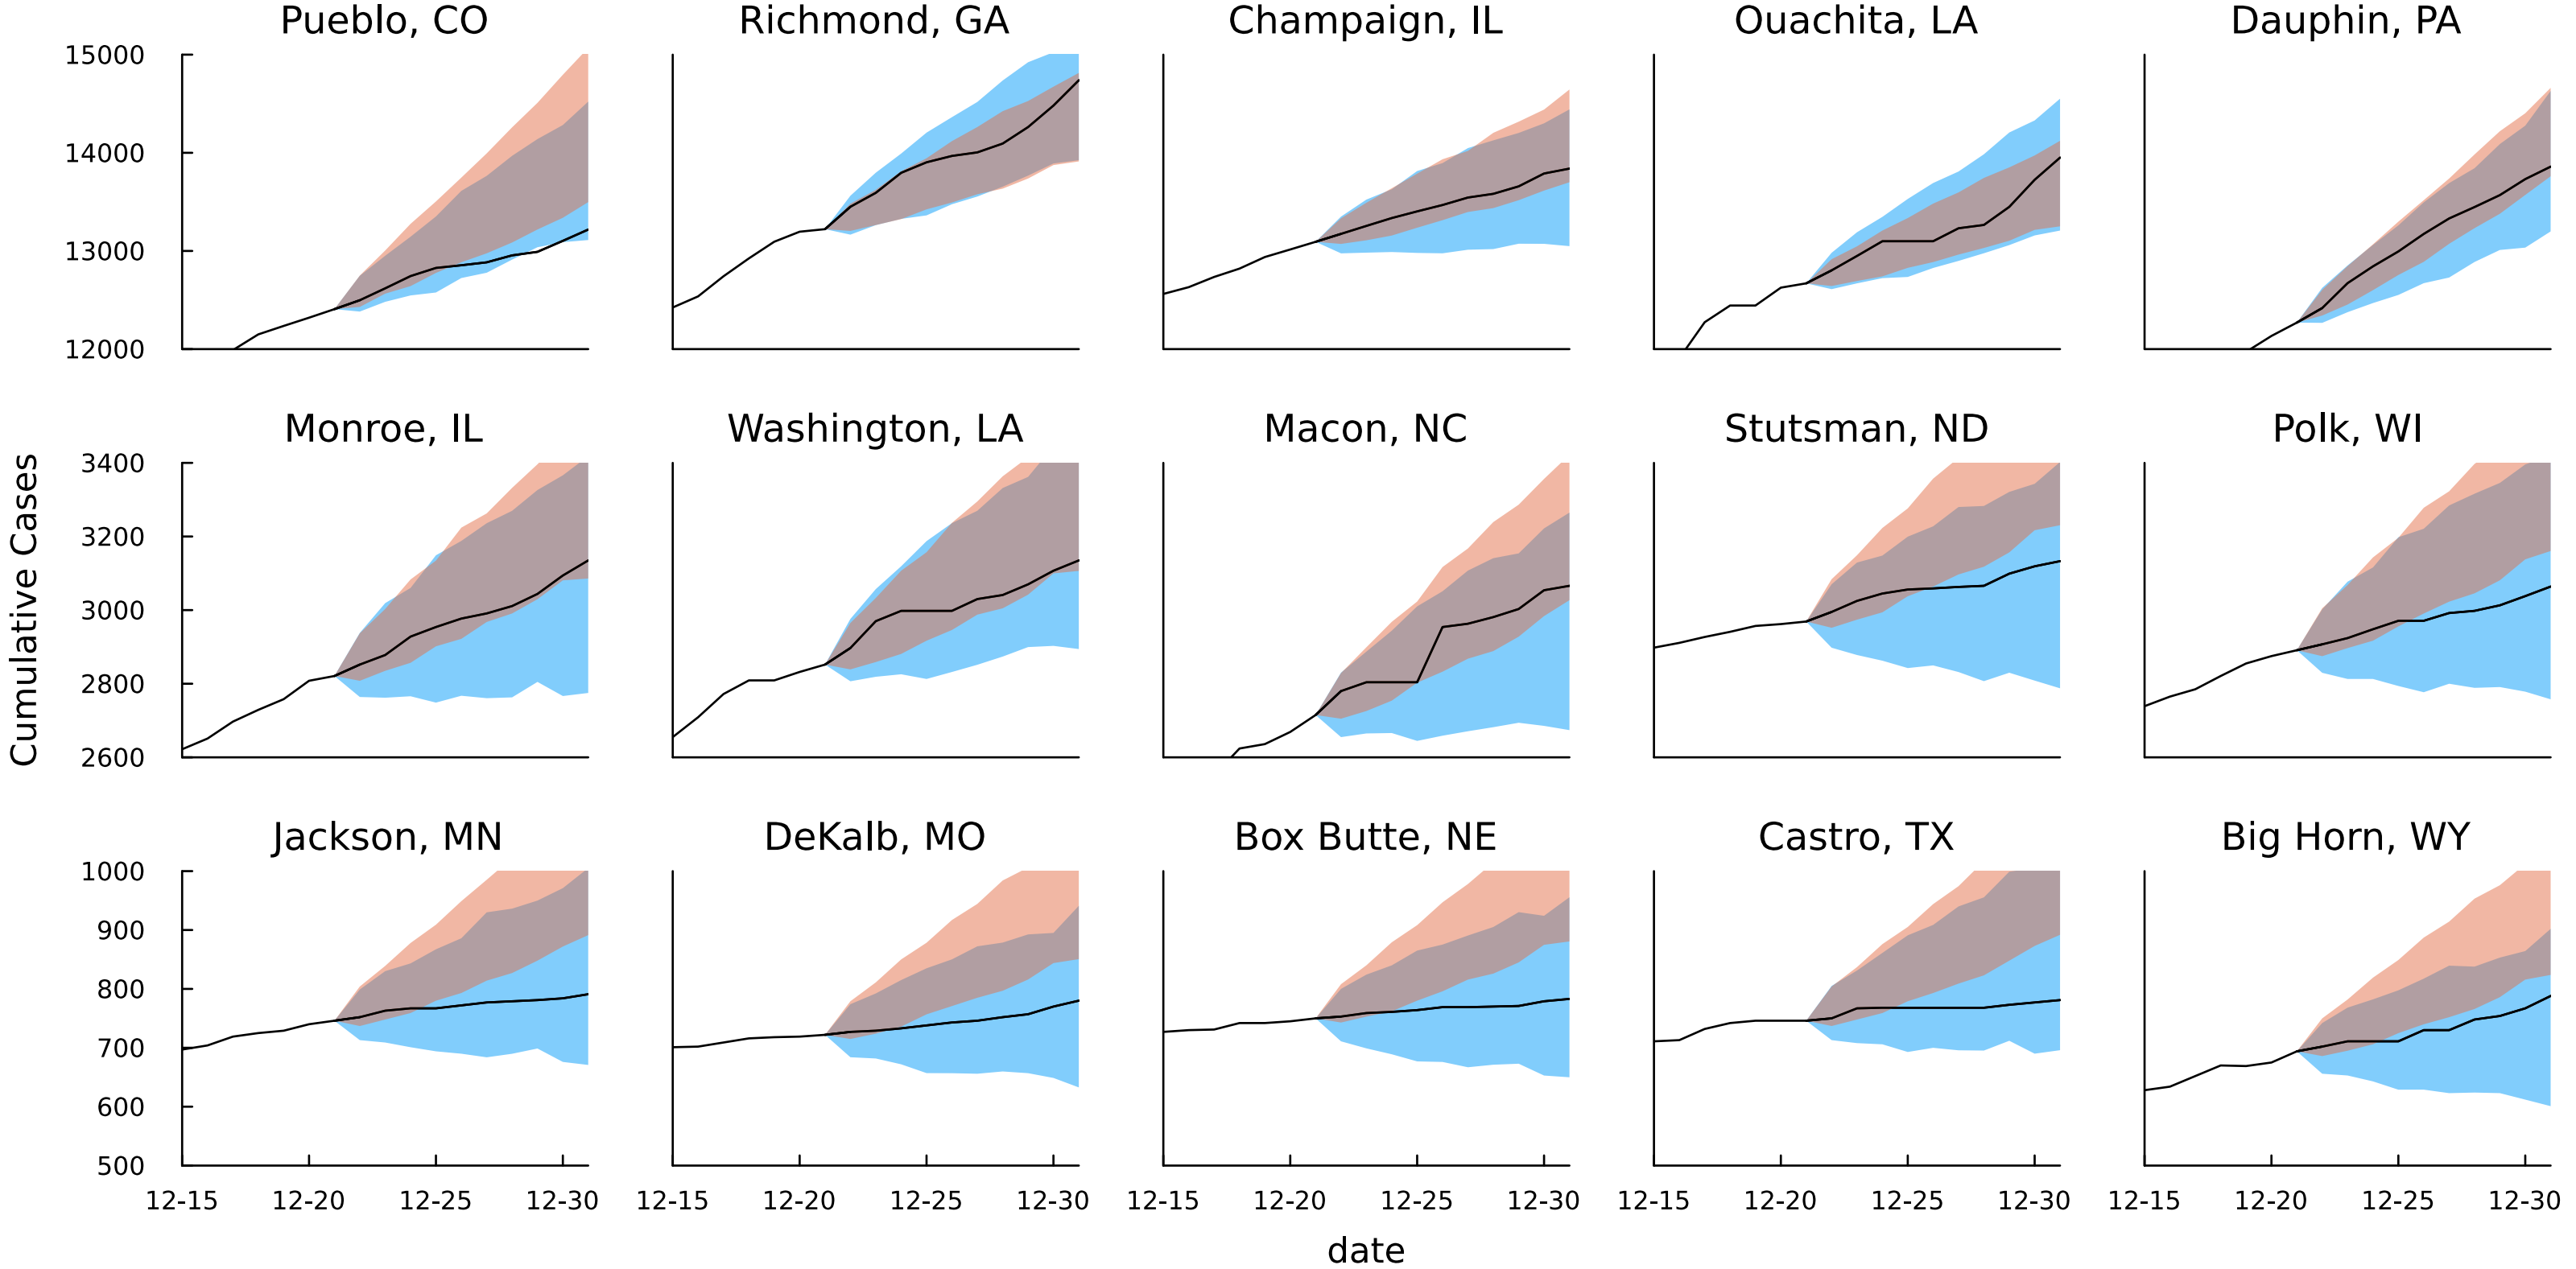 Pueblo, CO
Richmond, GA
Champaign, IL
Ouachita, LA
Dauphin, PA
15000
14000
13000
12000
Monroe, IL
Washington, LA
Macon, NC
Stutsman, ND
Polk, WI
Cumulative Cases
3400
3200
3000
2800
2600
Jackson, MN
DeKalb, MO
Box Butte, NE
Castro, TX
Big Horn, WY
1000
900
800
700
600
500
12-15 12-20 12-25 12-30
12-15 12-20 12-25 12-30
12-15 12-20 12-25 12-30
12-15 12-20 12-25 12-30
12-15 12-20 12-25 12-30
date